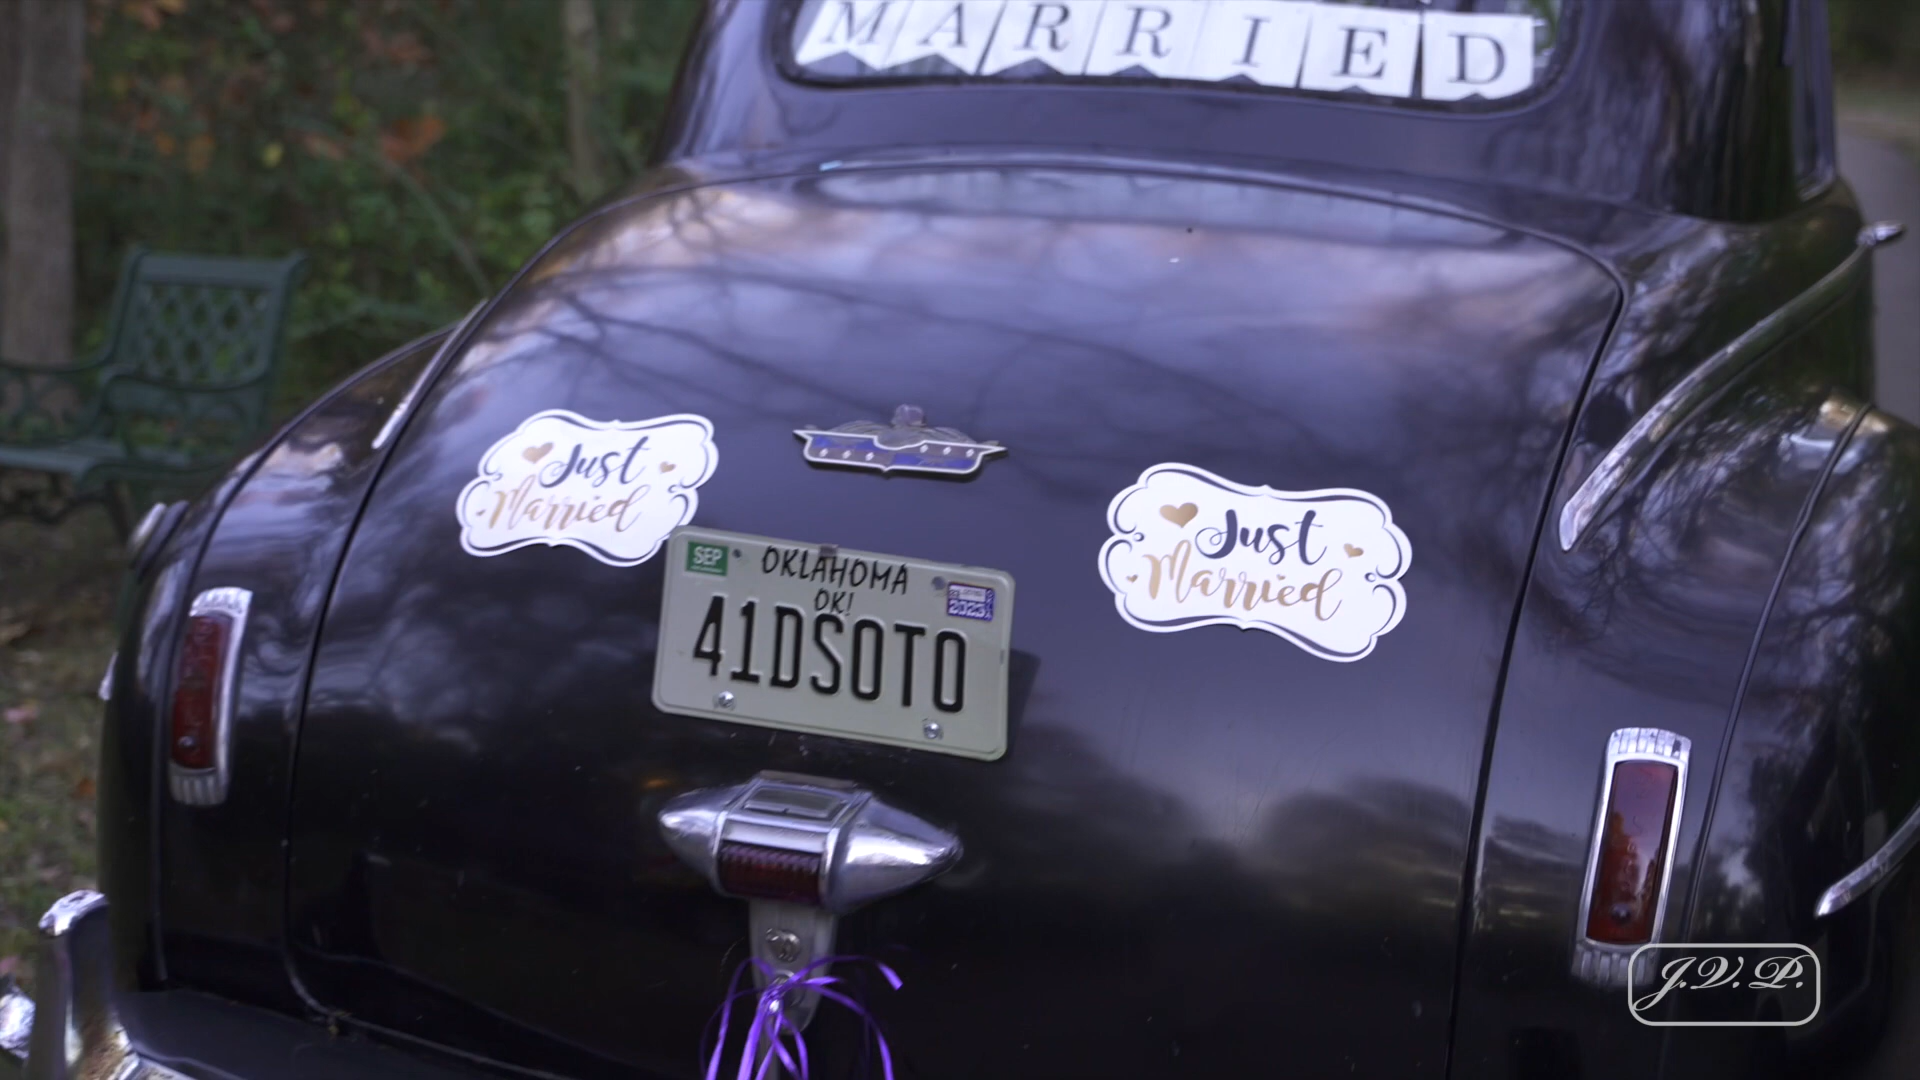 MARRIED
Just
Married
Just
Married
SEP
OKLAHOMA
OK!
2023
41DSOTO
J.V.P.